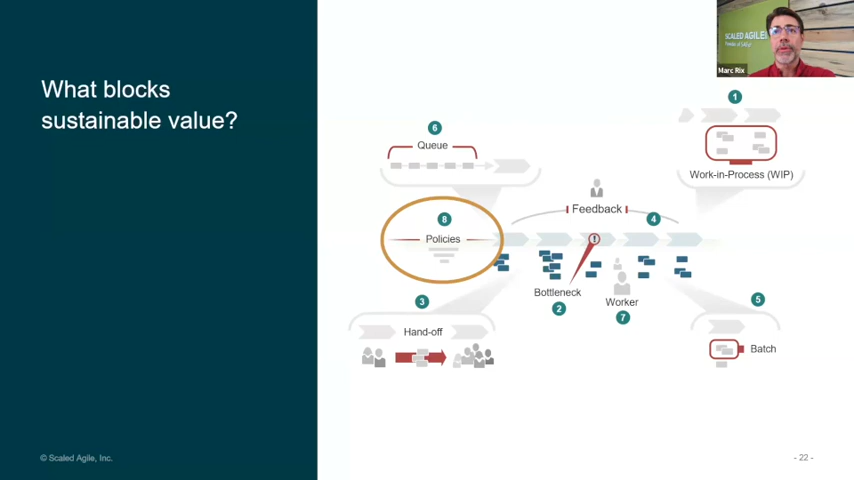 What blocks
sustainable value?
SCALED AGILE
Marc Rix
1
Work-in-Process (WIP)
6
Queue
8
Policies
Feedback
4
Bottleneck
2
Worker
7
3
Hand-off
5
Batch
© Scaled Agile, Inc.
- 22 -